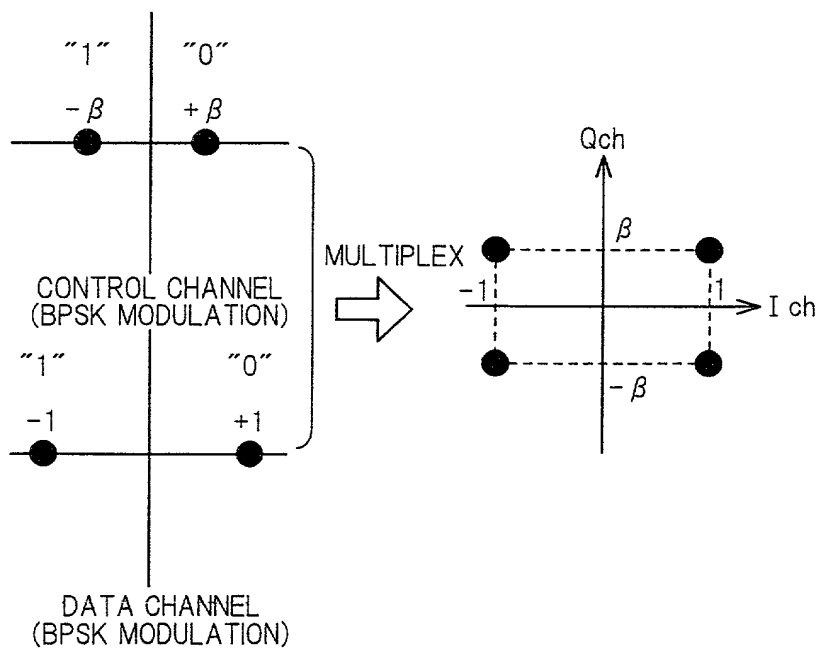 "1" "0"
-β +β
CONTROL CHANNEL
(BPSK MODULATION)
"1" "0"
-1 +1
DATA CHANNEL
(BPSK MODULATION)
MULTIPLEX
Qch
β
-1 1
I ch
-β